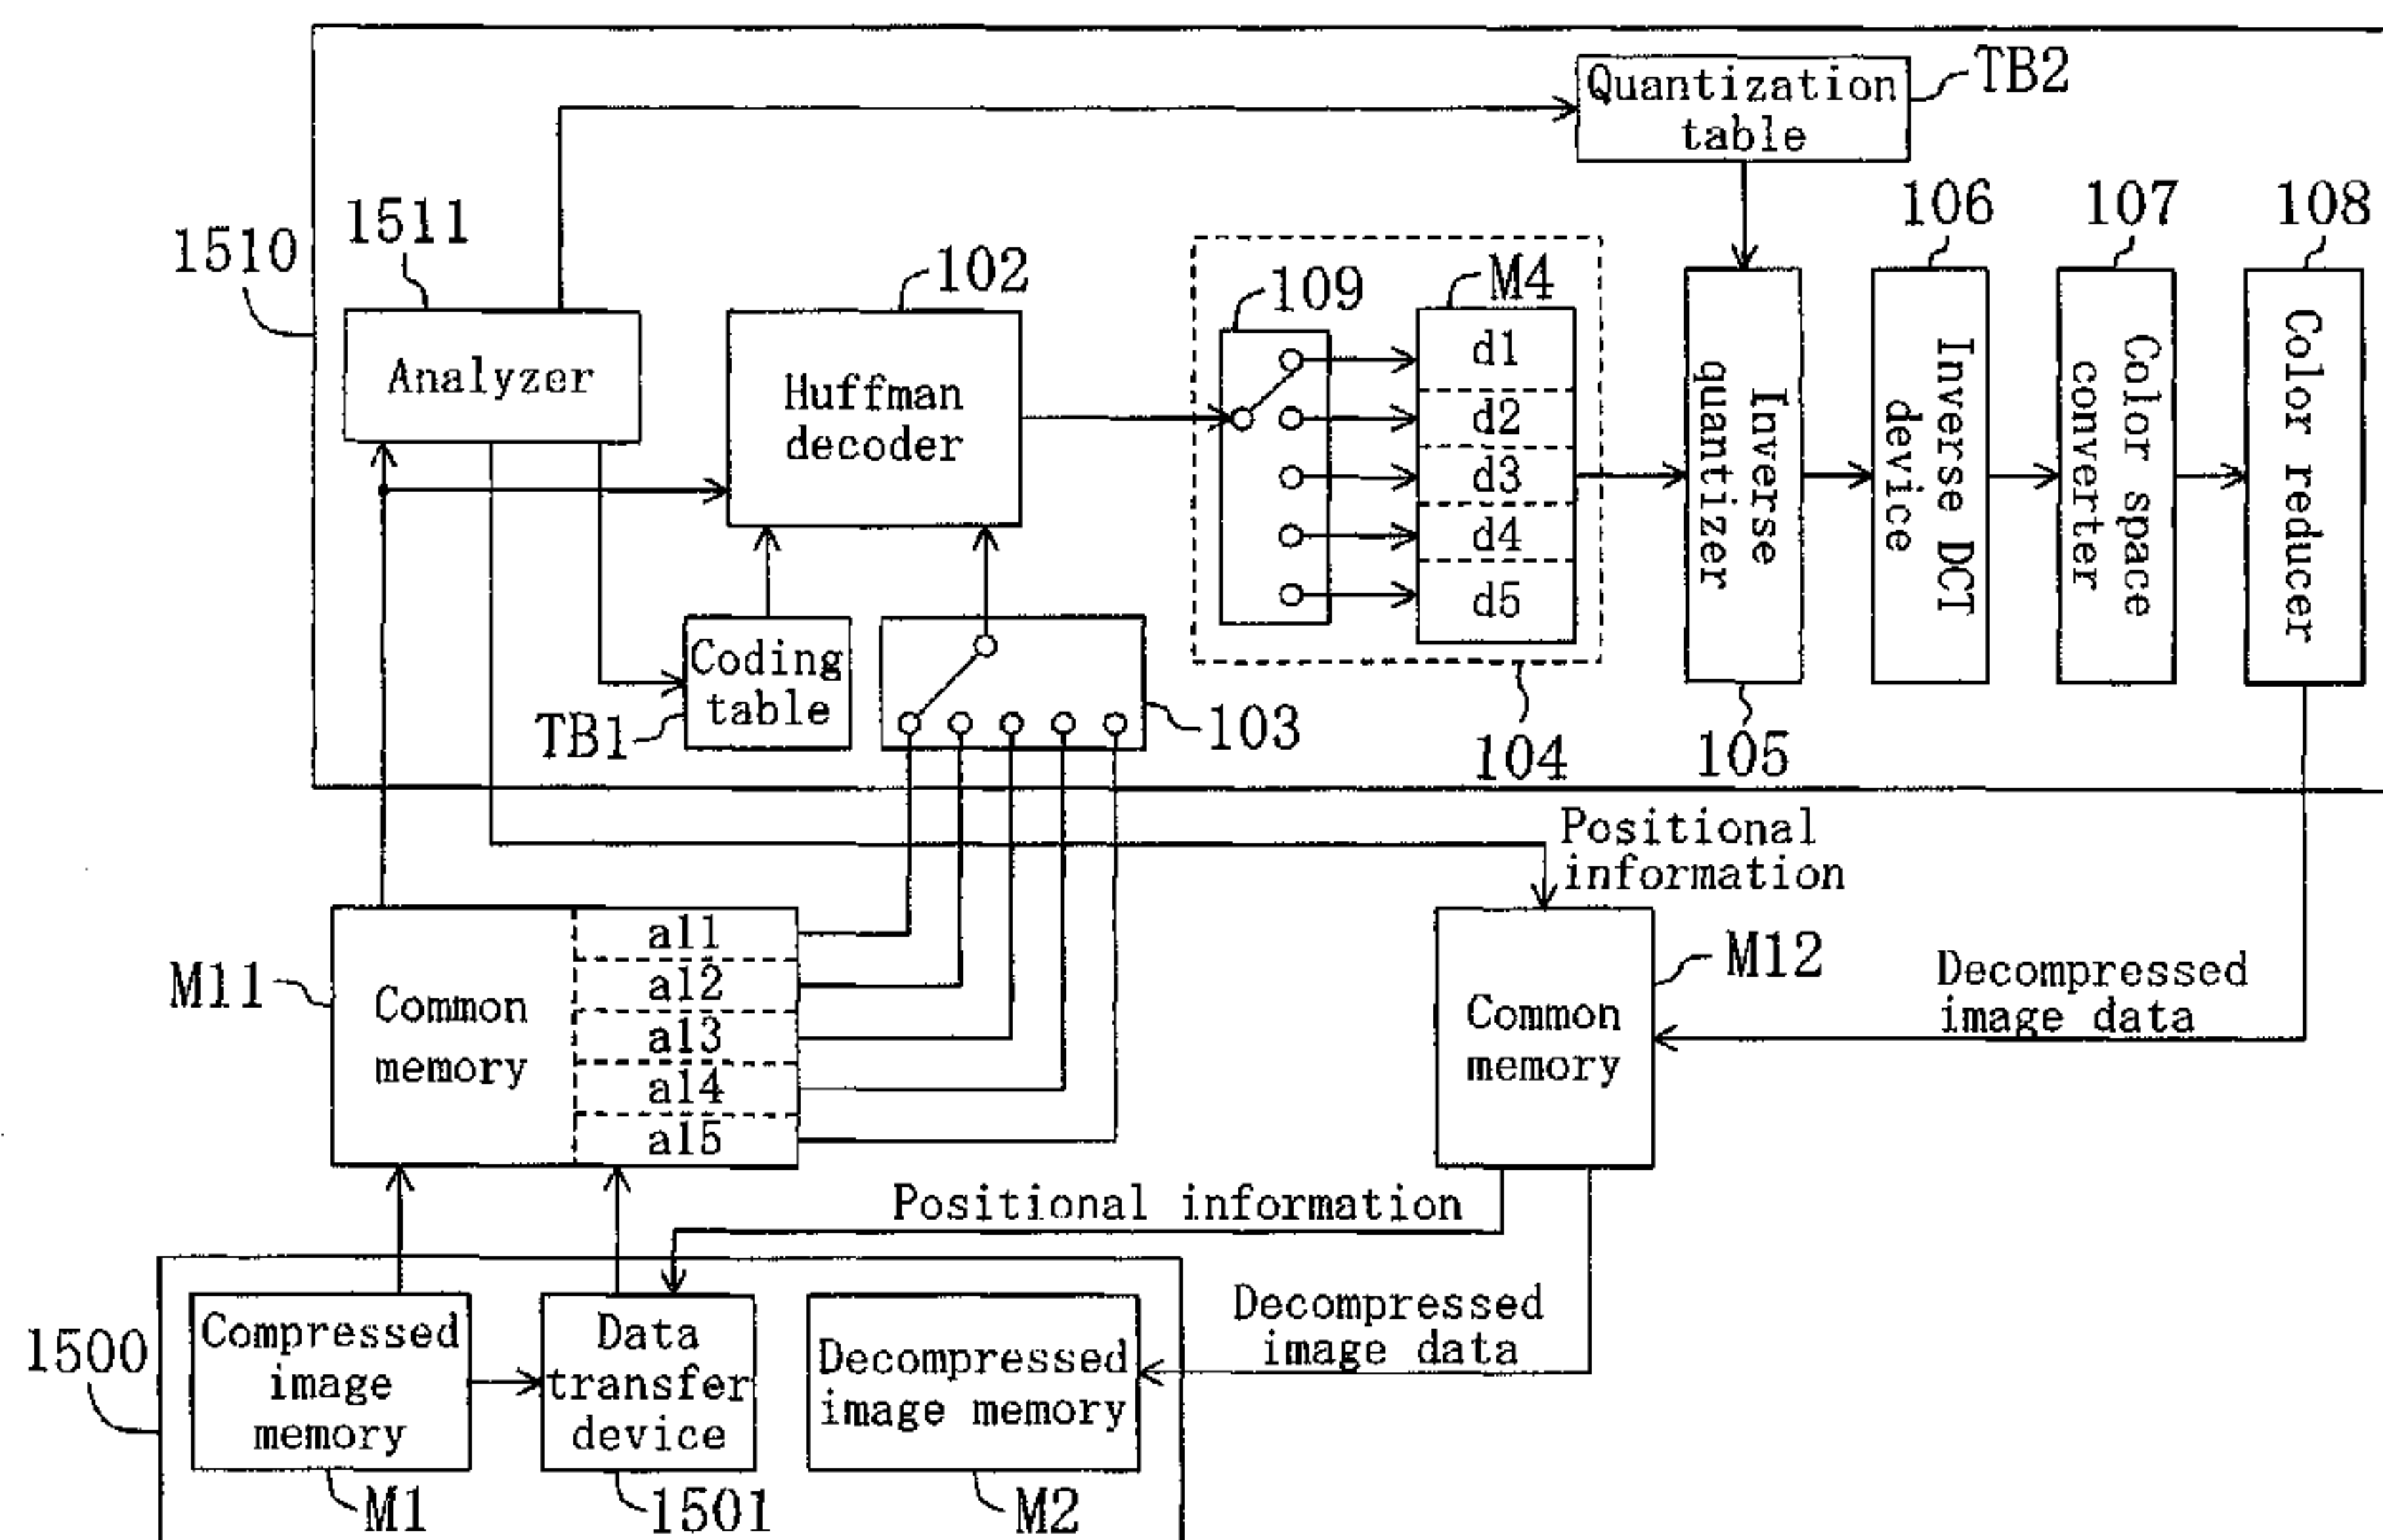 Quantization
table
TB2
1510
1511
102
109
M4
106
107
108
Analyzer
Huffman
decoder
d1
d2
d3
d4
d5
Inverse
quantizer
Inverse DCT
device
Color space
converter
Color reducer
Coding
table
TB1
103
104
105
Positional
information
M11
Common
memory
a11
a12
a13
a14
a15
M12
Common
memory
Decompressed
image data
Positional information
Decompressed
image data
1500
Compressed
image
memory
Data
transfer
device
Decompressed
image memory
M1
1501
M2